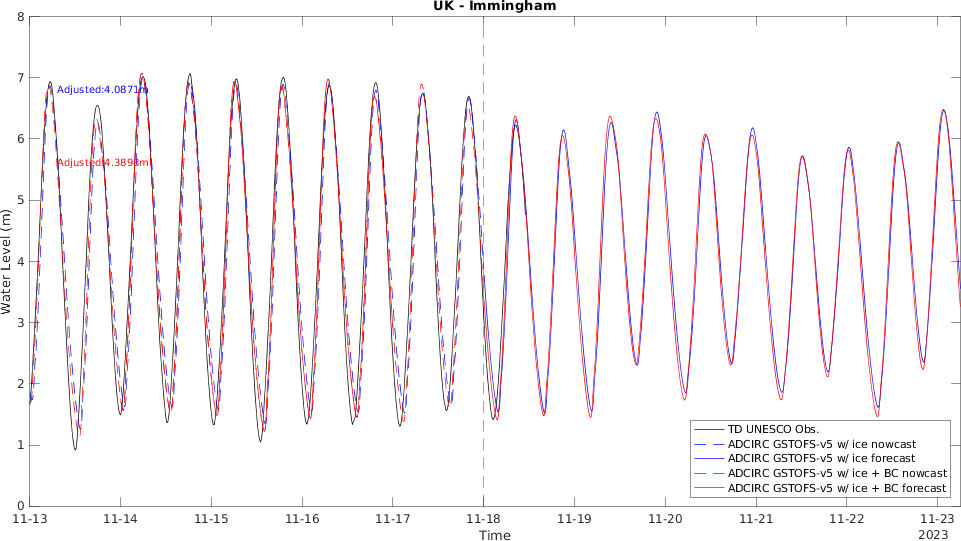 UK - Immingham
8
7
6
5
4
3
2
1
0
Water Level (m)
Adjusted:4.0871m
Adjusted:4.3898m
TD UNESCO Obs.
ADCIRC GSTOFS-v5 w/ ice nowcast
ADCIRC GSTOFS-v5 w/ ice forecast
ADCIRC GSTOFS-v5 w/ ice + BC nowcast
ADCIRC GSTOFS-v5 w/ ice + BC forecast
11-13 11-14 11-15 11-16 11-17 11-18 11-19 11-20 11-21 11-22 11-23
Time
2023